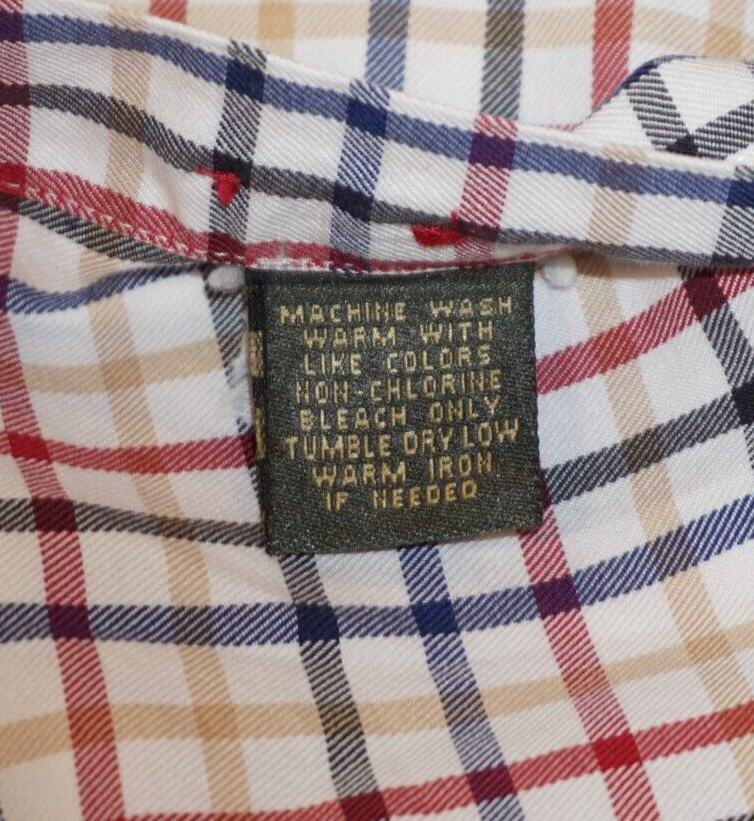 MACHINE WASH
WARM WITH
LIKE COLORS
NON-CHLORINE
BLEACH ONLY
TUMBLE DRY LOW
WARM IRON
IF NEEDED